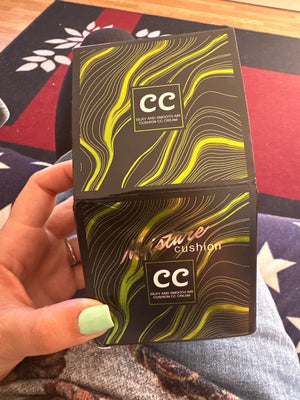 CC
SILKY AND SMOOTH AIR
CUSHION CC CREAM
Moisture
cushion
CC
SILKY AND SMOOTH AIR
CUSHION CC CREAM